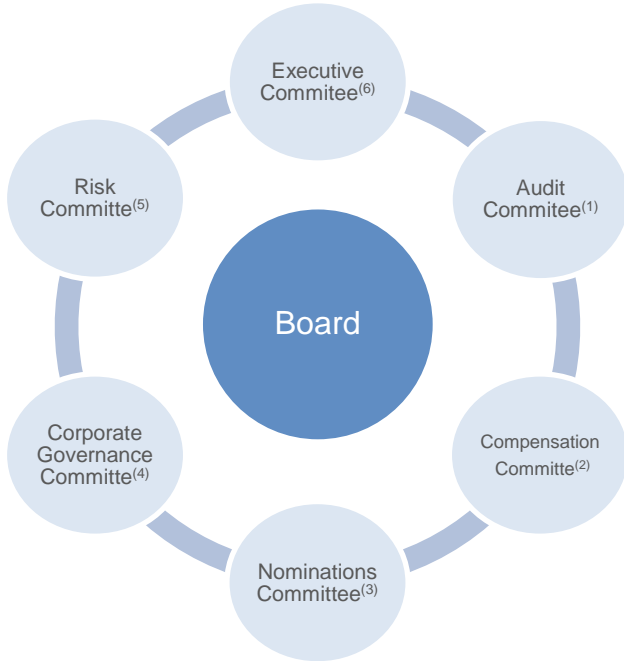 Executive
Commitee(6)
Risk
Committe(5)
Audit
Commitee(1)
Board
Corporate
Governance
Committe(4)
Compensation
Committe(2)
Nominations
Committee(3)